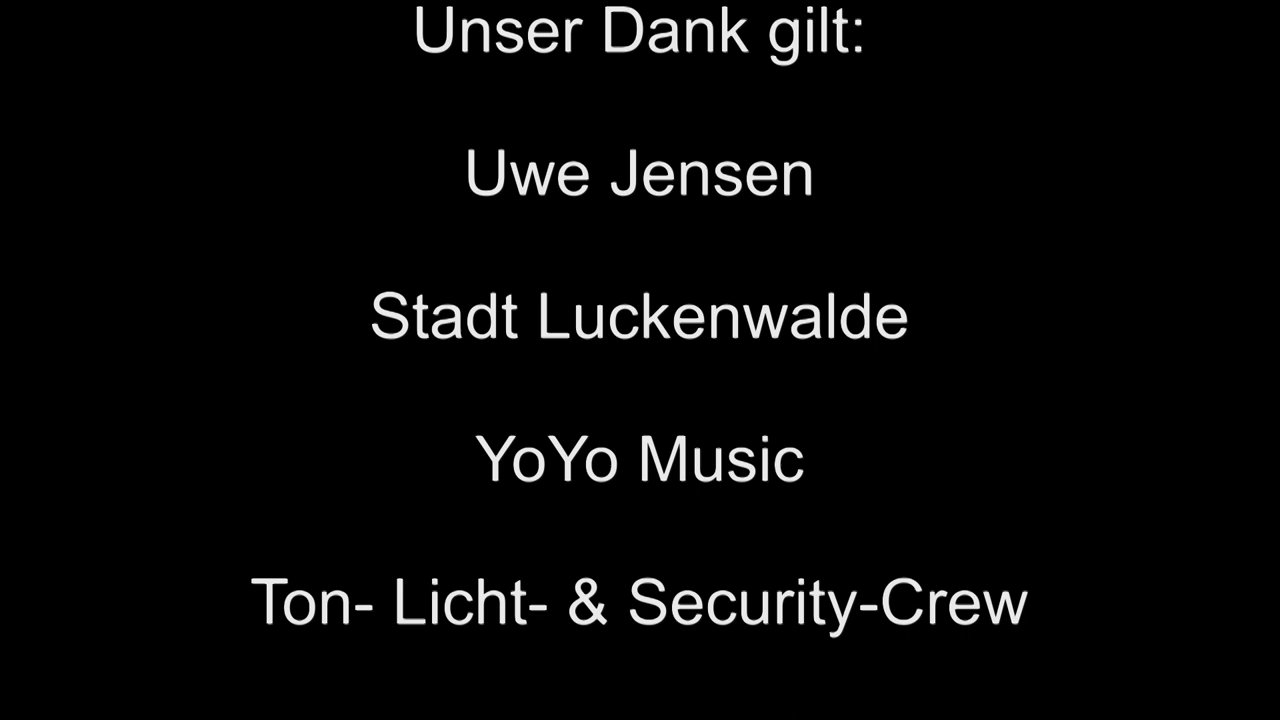 Unser Dank gilt:
Uwe Jensen
Stadt Luckenwalde
YoYo Music
Ton- Licht- & Security-Crew